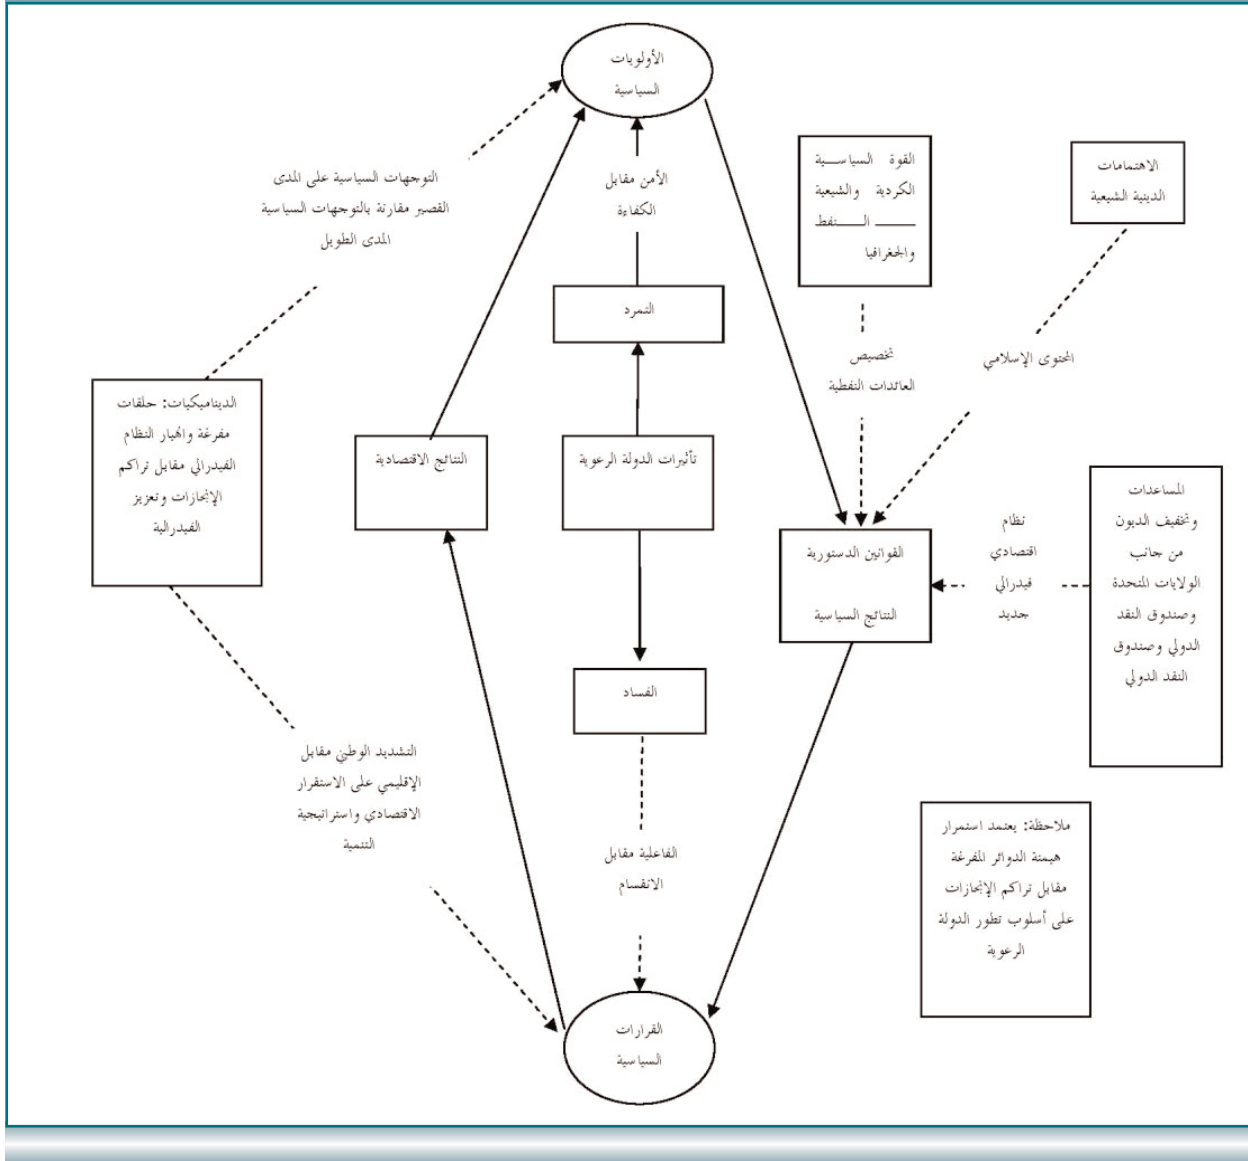 الأولويات
السياسية
القوة السياسية
الكردية والشيعية
النفط
والجغرافيا
الاهتمامات
الدينية الشيعية
التوجهات السياسية على المدى
القصير مقارنة بالتوجهات السياسية
المدى الطويل
الأمن مقابل
الكفاءة
التمرد
تخصيص
العائدات النفطية
المحتوى الإسلامي
الديناميكيات: حلقات
مفرغة وانهيار النظام
الفيدرالي مقابل تراكم
الإنجازات وتعزيز
الفيدرالية
النتائج الاقتصادية
تأثيرات الدولة الرعوية
القوانين الدستورية
النتائج السياسية
نظام
اقتصادي
فيدرالي
جديد
المساعدات
وتخفيف الديون
من جانب
الولايات المتحدة
وصندوق النقد
الدولي وصندوق
النقد الدولي
الفساد
التشديد الوطني مقابل
الإقليمي على الاستقرار
الاقتصادي واستراتيجية
التنمية
الفاعلية مقابل
الانقسام
ملاحظة: يعتمد استمرار
هيمنة الدوائر المفرغة
مقابل تراكم الإنجازات
على أسلوب تطور الدولة
الرعوية
القرارات
السياسية